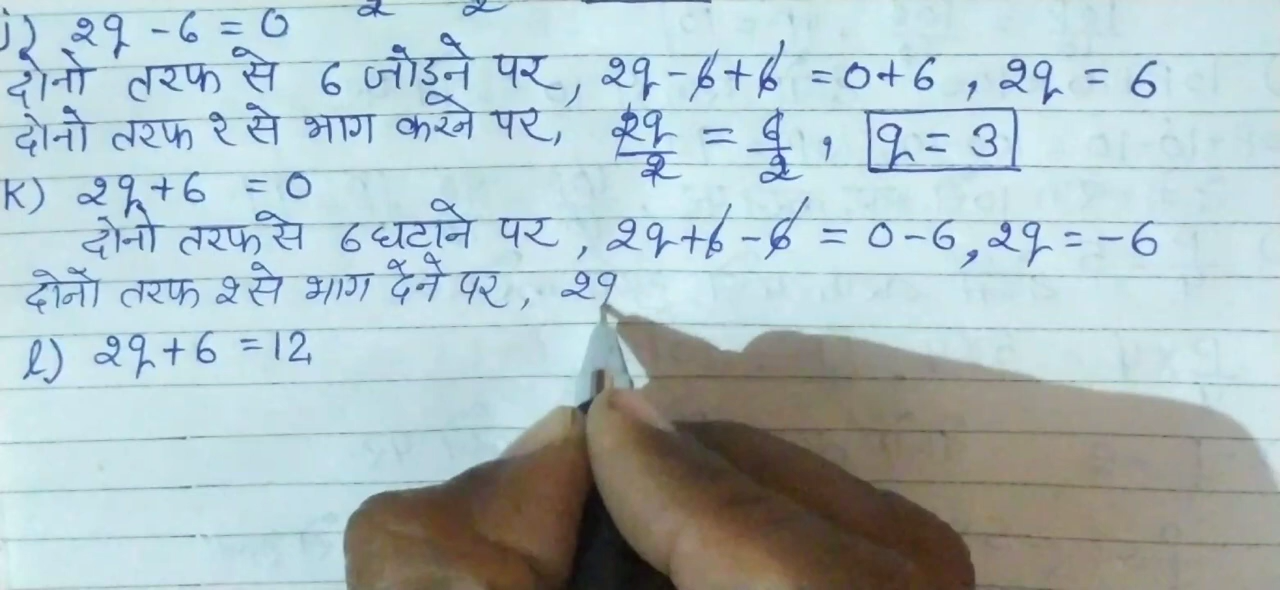 j) 2q - 6 = 0
दोनो तरफ से 6 जोडने पर, 2q - 6 + 6 = 0 + 6, 2q = 6
दोनो तरफ 2 से भाग करने पर, 2q/2 = 6/2, q = 3
K) 2q + 6 = 0
दोनो तरफ से 6 घटाने पर, 2q + 6 - 6 = 0 - 6, 2q = -6
दोनों तरफ 2 से भाग देने पर, 2q
l) 2q + 6 = 12